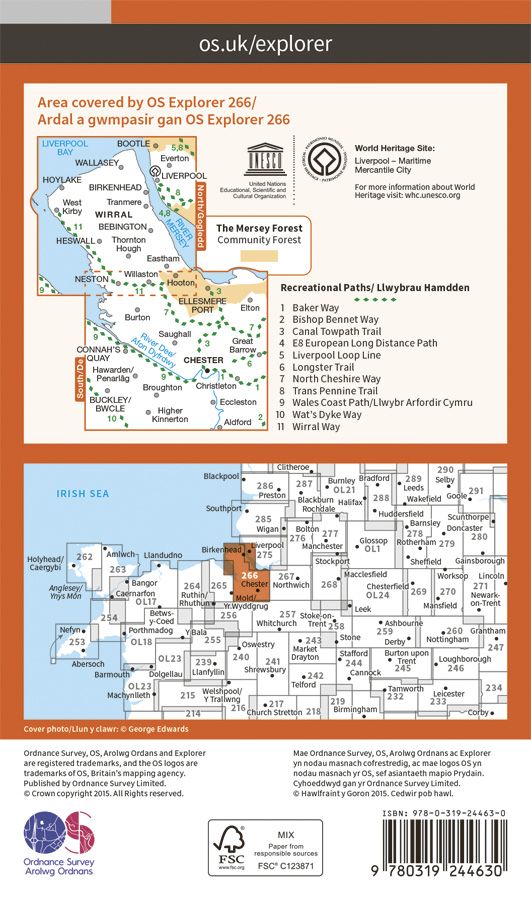 os.uk/explorer
Area covered by OS Explorer 266/
Ardal a gwmpasir gan OS Explorer 266
LIVERPOOL
BAY
BOOTLE
5,8
Everton
WALLASEY
LIVERPOOL
HOYLAKE
BIRKENHEAD
8
West
Kirby
Tranmere
4,8
WIRRAL
RIVER
MERSEY
North/Gogledd
BEBINGTON
11
HESWALL
Thornton
Hough
Eastham
NESTON
Willaston
Hooton
9
11
3
ELLESMERE
PORT
Elton
Burton
7
7
9
River Dee/
Afon Dyfrdwy
Saughall
3
Great
Barrow
CONNAH'S
QUAY
CHESTER
6
Hawarden/
Penarlâg
9
Christleton
1
South/De
Broughton
BUCKLEY/
BWCLE
Eccleston
Higher
Kinnerton
10
Aldford
2
The Mersey Forest
Community Forest
UNESCO
United Nations
Educational, Scientific and
Cultural Organization
World Heritage Site:
Liverpool – Maritime
Mercantile City
For more information about World
Heritage visit: whc.unesco.org
Recreational Paths/ Llwybrau Hamdden
1 Baker Way
2 Bishop Bennet Way
3 Canal Towpath Trail
4 E8 European Long Distance Path
5 Liverpool Loop Line
6 Longster Trail
7 North Cheshire Way
8 Trans Pennine Trail
9 Wales Coast Path/Llwybr Arfordir Cymru
10 Wat's Dyke Way
11 Wirral Way
IRISH SEA
Clitheroe
Blackpool
286
Preston
287
Burnley
OL21
Bradford
289
Leeds
290
Selby
Goole
291
Blackburn
Rochdale
Halifax
288
Wakefield
Southport
285
Huddersfield
Scunthorpe
Wigan
Bolton
276
277
Manchester
Barnsley
278
Doncaster
280
Birkenhead
Liverpool
275
Glossop
OL1
Rotherham
279
Stockport
Sheffield
Gainsborough
Holyhead/
Caergybi
262
Amlwch
Llandudno
263
266
Chester
267
Northwich
268
Macclesfield
Worksop
Lincoln
271
Anglesey/
Ynys Môn
Bangor
Caernarfon
OL17
264
Ruthin/
Rhuthun
265
Mold/
Yr.Wyddgrug
Chesterfield
OL24
269
270
Mansfield
Newark-
on-Trent
Leek
254
Betws-
y-Coed
256
257
Whitchurch
Stoke-on-
Trent
258
Ashbourne
259
Derby
260
Nottingham
Grantham
247
Nefyn
253
Porthmadog
OL18
Y Bala
255
Stone
Oswestry
240
243
Market
Drayton
Stafford
244
Burton upon
Trent
245
Loughborough
246
Abersoch
OL23
239
Llanfyllin
241
Shrewsbury
Barmouth
Dolgellau
Cannock
242
Telford
OL23
Machynlleth
215
Welshpool/
Y Trallwng
216
Tamworth
232
Leicester
233
234
214
217
Church Stretton
218
219
Birmingham
Corby
Cover photo/Llun y clawr: © George Edwards
Ordnance Survey, OS, Arolwg Ordans and Explorer
are registered trademarks, and the OS logos are
trademarks of OS, Britain's mapping agency.
Published by Ordnance Survey Limited.
© Crown copyright 2015. All Rights reserved.
Mae Ordnance Survey, OS, Arolwg Ordnans ac Explorer
yn nodau masnach cofrestredig, ac mae logos OS yn
nodau masnach yr OS, sef asiantaeth mapio Prydain.
Cyhoeddwyd gan yr Ordnance Survey Limited.
© Hawlfraint y Goron 2015. Cedwir pob hawl.
OS
Ordnance Survey
Arolwg Ordnans
FSC
www.fsc.org
MIX
Paper from
responsible sources
FSC® C123871
ISBN: 978-0-319-24463-0
9 780319 244630